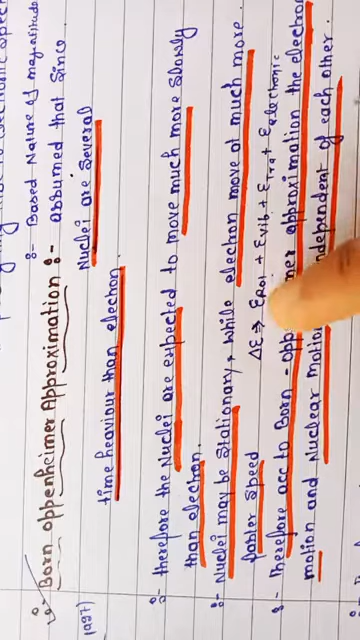 Born oppenheimer Approximation :- :- Based Nature of magnitude
1927) assumed that Since
Nuclei are Several
time heaviour than electron.
:- therefore the Nuclei are expected to move much more slowly
than electron.
:- Nuclei may be stationary, while electron move at much more
fabler speed ΔE ⇒ Erot + Evib + Etra + Eelectronic
:- Therefore acc to Born - opp mer approximation the electron
motion and Nuclear motion independent of each other.